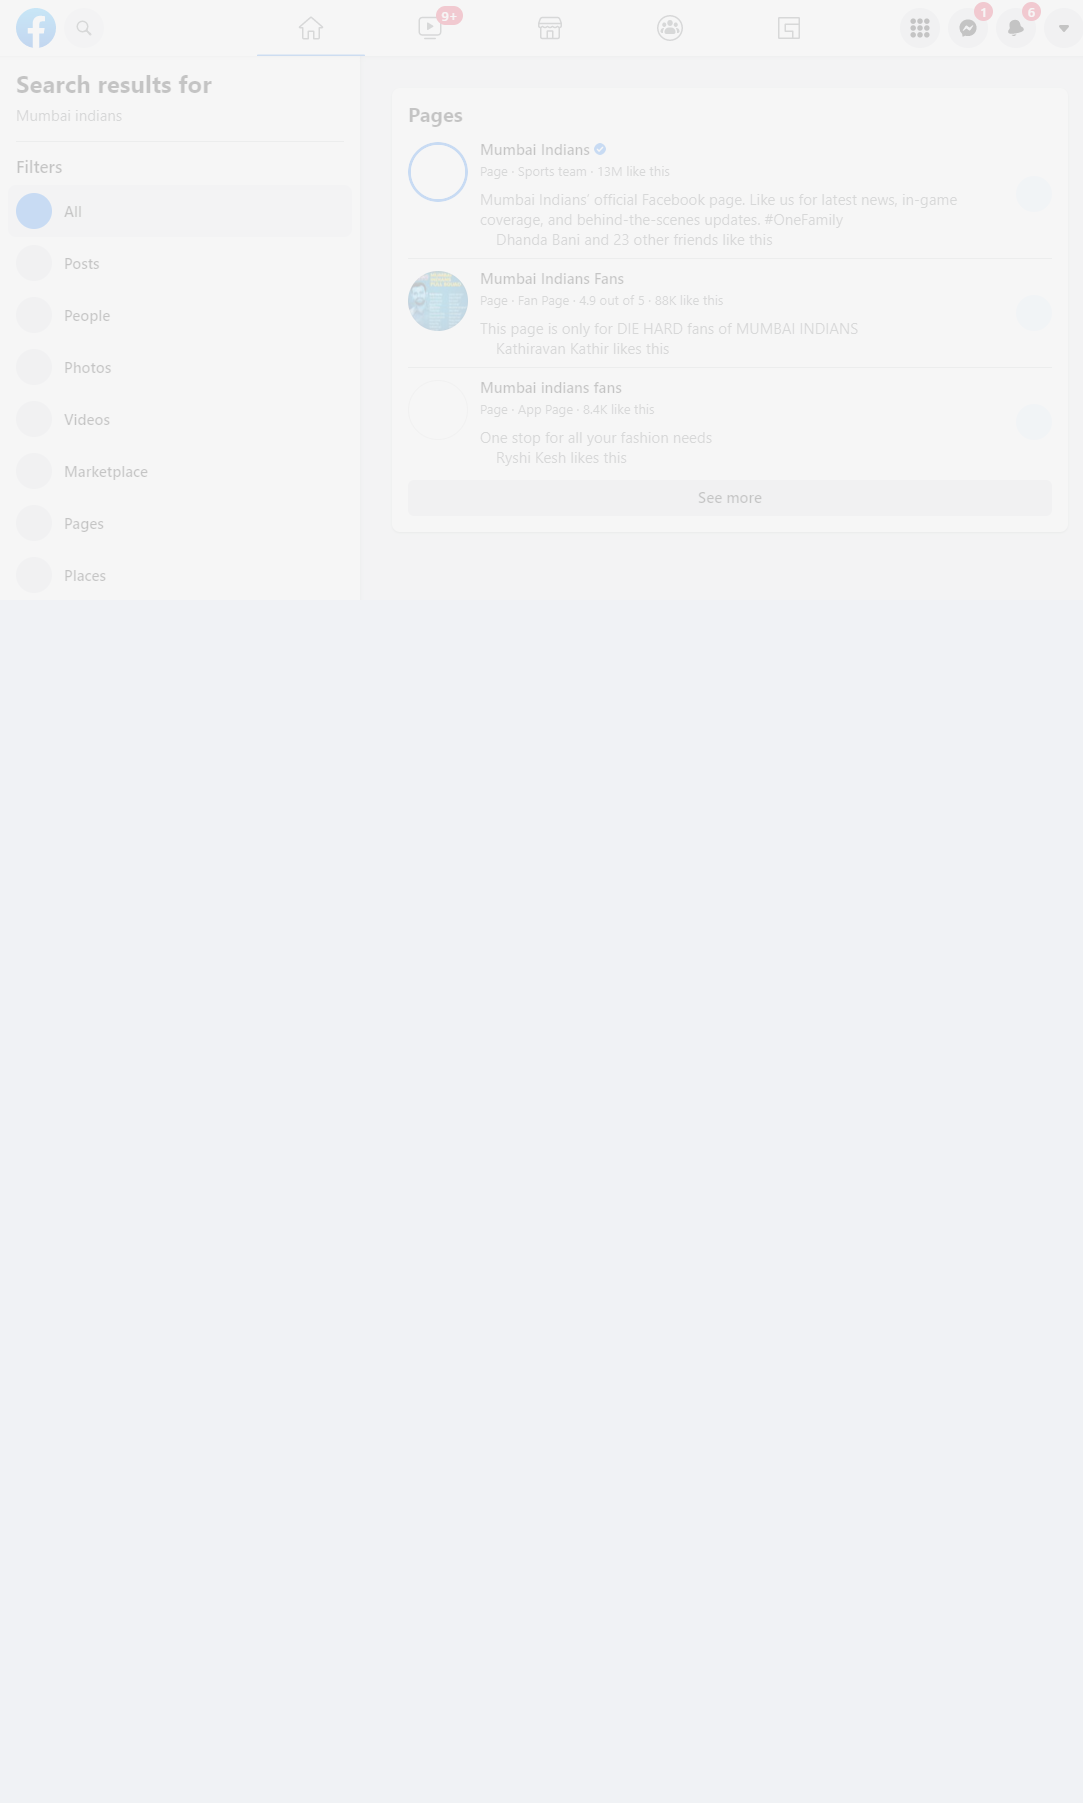 9+
1
6
Search results for
Mumbai indians
Filters
All
Posts
People
Photos
Videos
Marketplace
Pages
Places
Pages
Mumbai Indians
Page · Sports team · 13M like this
Mumbai Indians' official Facebook page. Like us for latest news, in-game
coverage, and behind-the-scenes updates. #OneFamily
Dhanda Bani and 23 other friends like this
Mumbai Indians Fans
Page · Fan Page · 4.9 out of 5 · 88K like this
This page is only for DIE HARD fans of MUMBAI INDIANS
Kathiravan Kathir likes this
Mumbai indians fans
Page · App Page · 8.4K like this
One stop for all your fashion needs
Ryshi Kesh likes this
See more